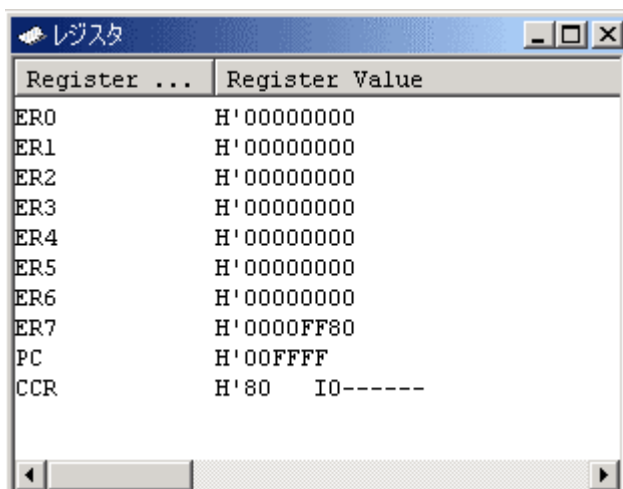 レジスタ
Register ... Register Value
ER0 H'00000000
ER1 H'00000000
ER2 H'00000000
ER3 H'00000000
ER4 H'00000000
ER5 H'00000000
ER6 H'00000000
ER7 H'0000FF80
PC H'00FFFF
CCR H'80 I0------